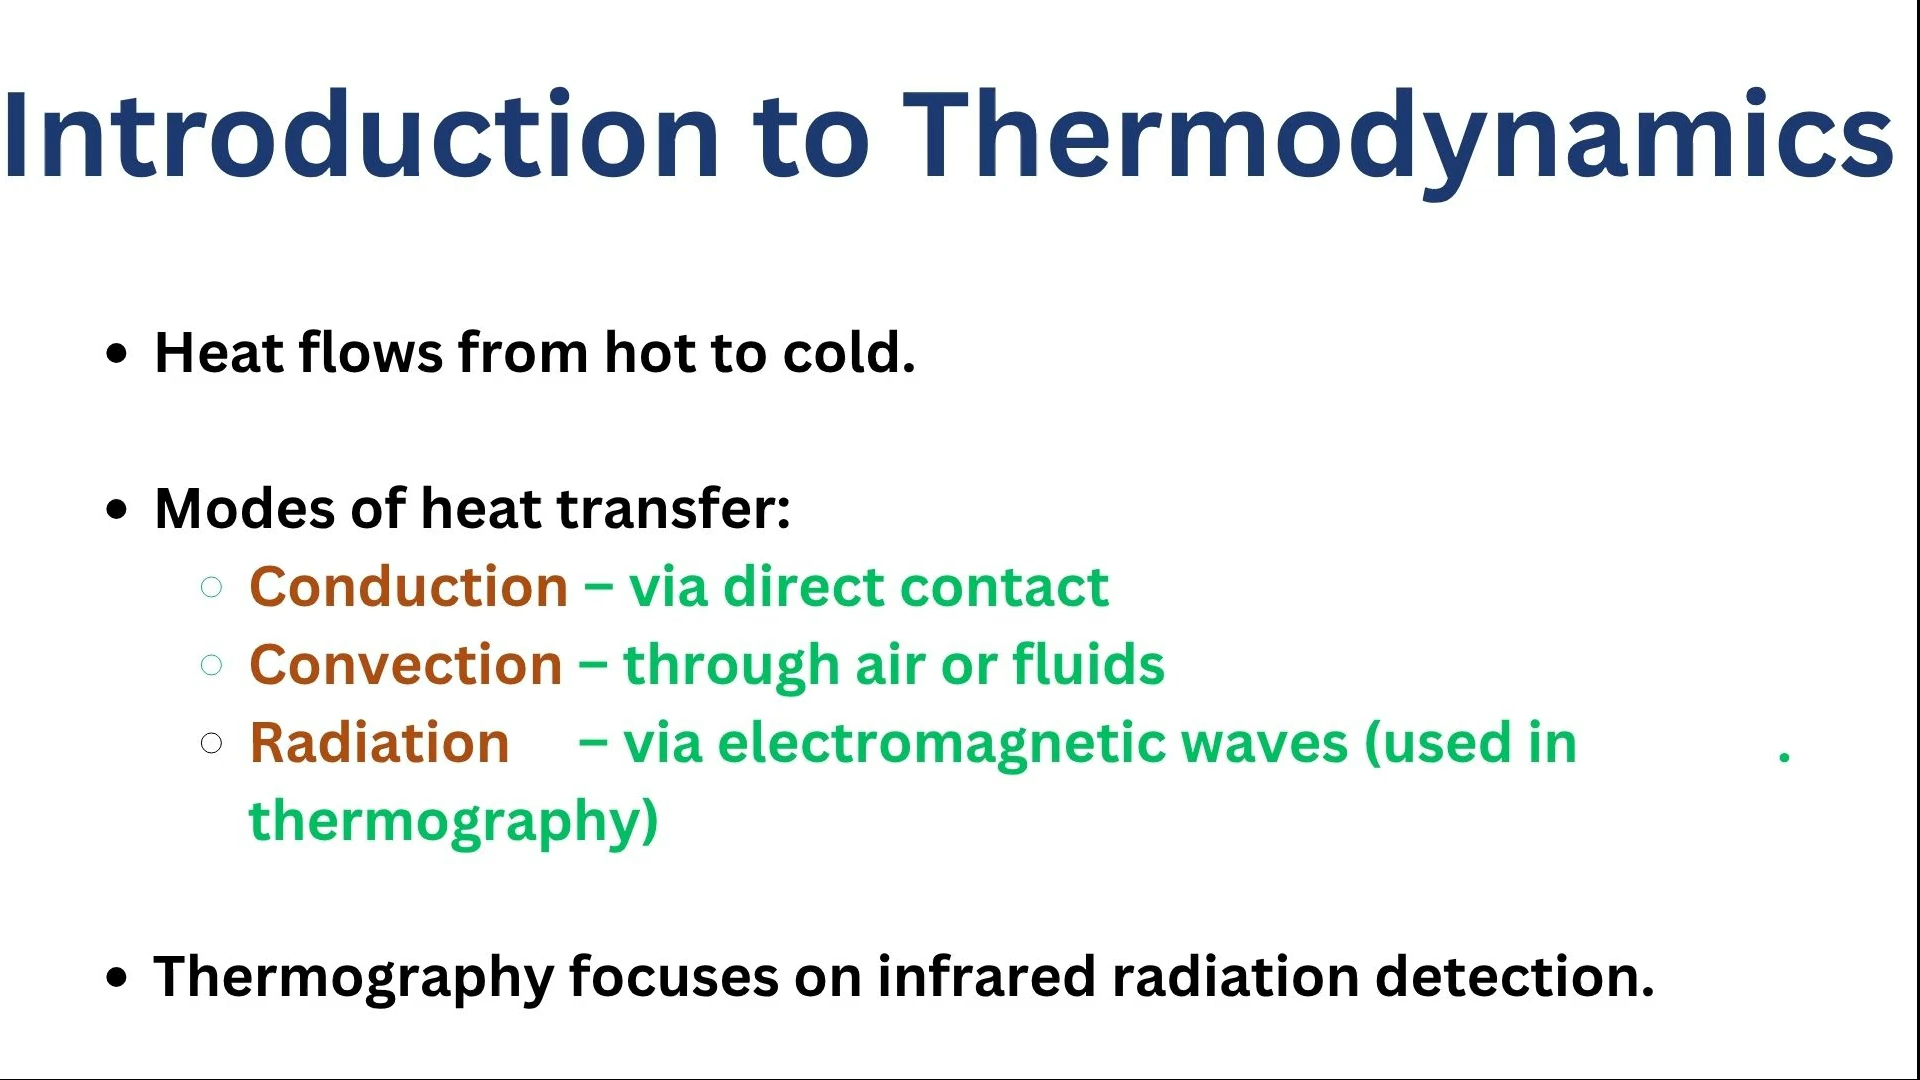 Introduction to Thermodynamics
• Heat flows from hot to cold.
• Modes of heat transfer:
○ Conduction – via direct contact
○ Convection – through air or fluids
○ Radiation – via electromagnetic waves (used in .
thermography)
• Thermography focuses on infrared radiation detection.